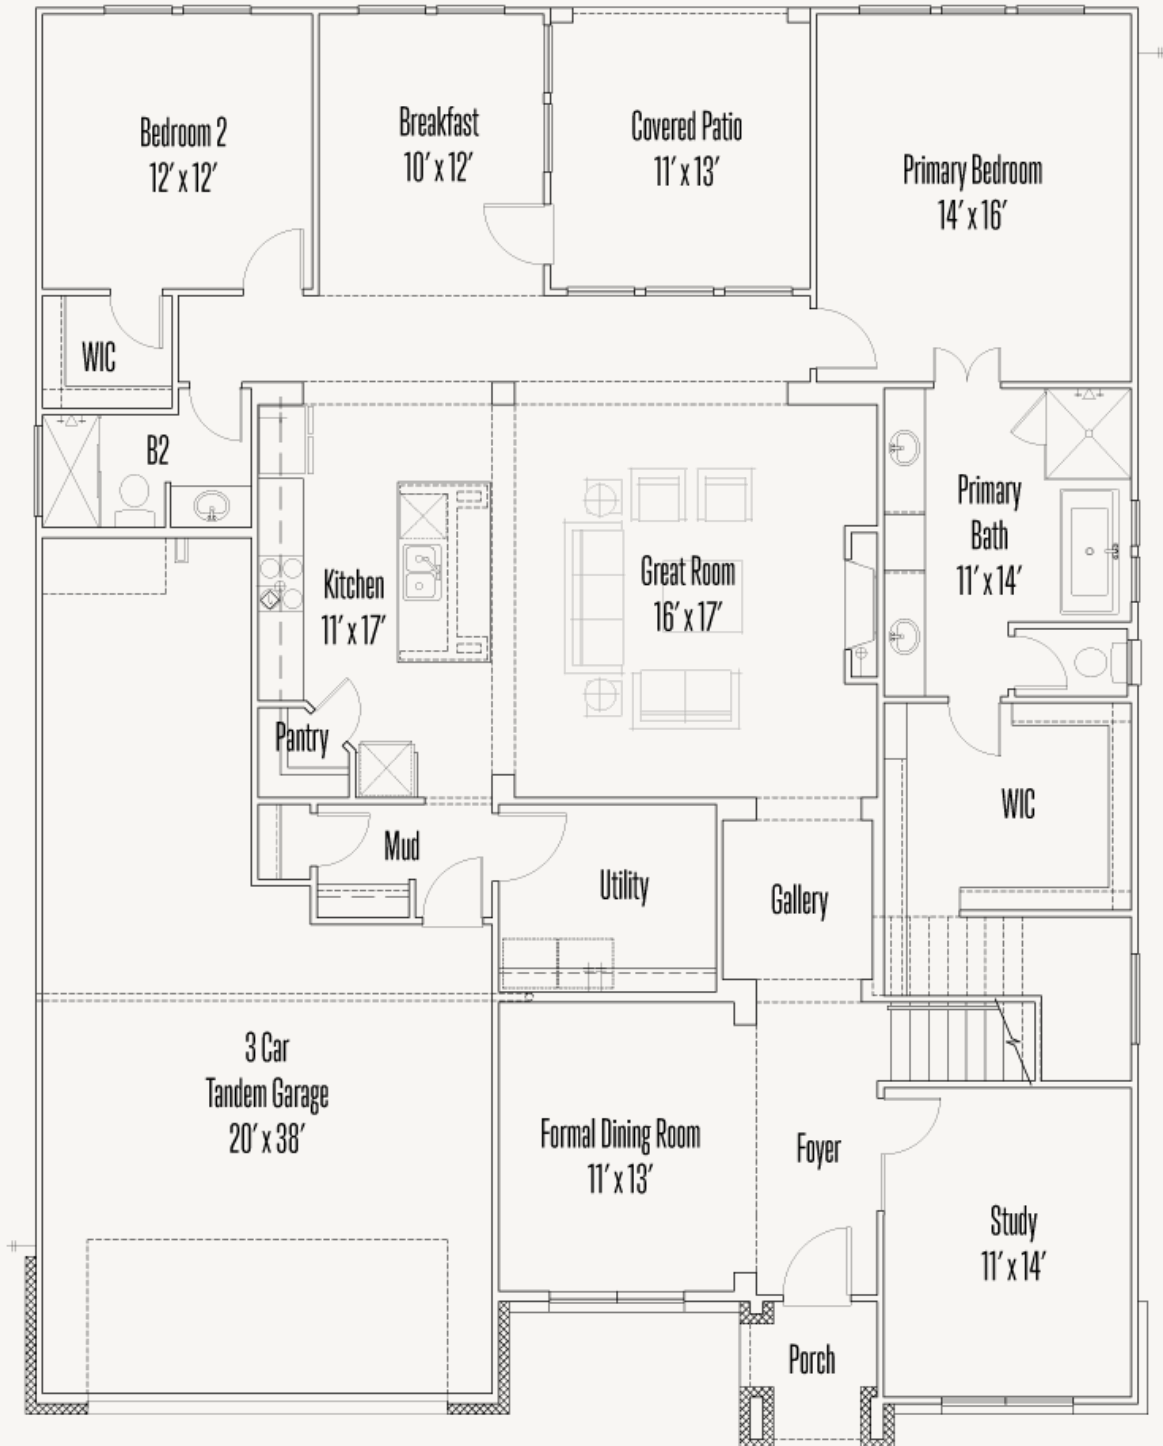 Bedroom 2
12′ x 12′
Breakfast
10′ x 12′
Covered Patio
11′ x 13′
Primary Bedroom
14′ x 16′
WIC
B2
Kitchen
11′ x 17′
Great Room
16′ x 17′
Primary
Bath
11′ x 14′
Pantry
Mud
Utility
Gallery
WIC
3 Car
Tandem Garage
20′ x 38′
Formal Dining Room
11′ x 13′
Foyer
Study
11′ x 14′
Porch